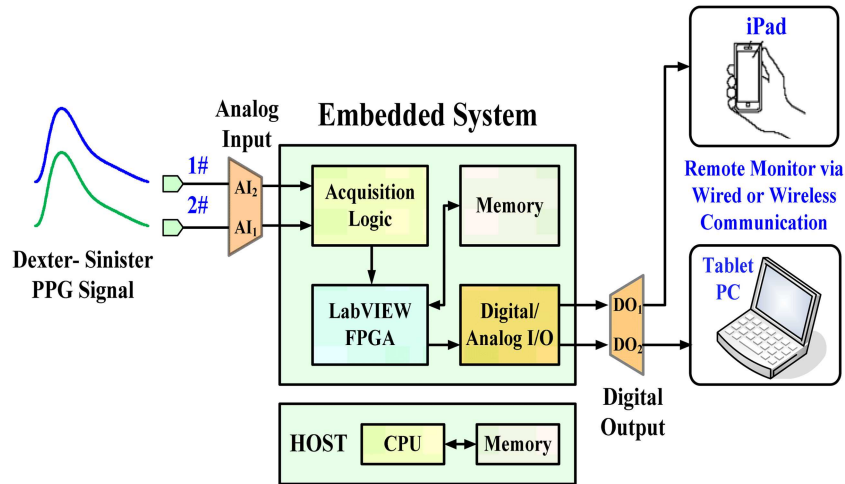 Dexter- Sinister
PPG Signal
1#
2#
Analog
Input
AI2
AI1
Embedded System
Acquisition
Logic
Memory
LabVIEW
FPGA
Digital/
Analog I/O
HOST
CPU
Memory
DO1
DO2
Digital
Output
iPad
Remote Monitor via
Wired or Wireless
Communication
Tablet
PC